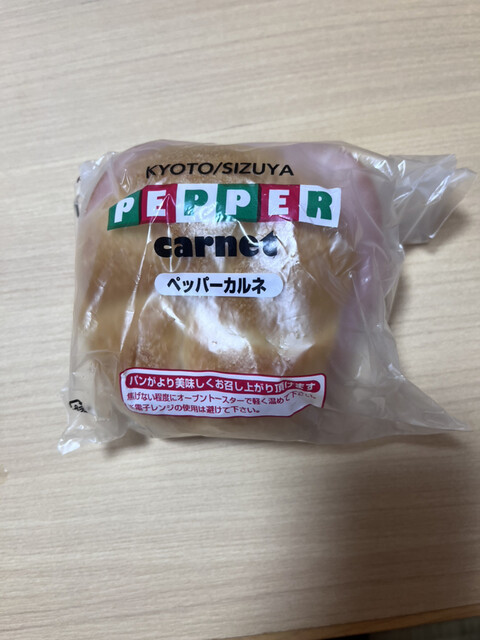 KYOTO/SIZUYA
PEPPER
carnet
ペッパーカルネ
パンがより美味しくお召し上がり頂けます
焦げない程度にオーブントースターで軽く温めて下さい。
電子レンジの使用は避けて下さい。